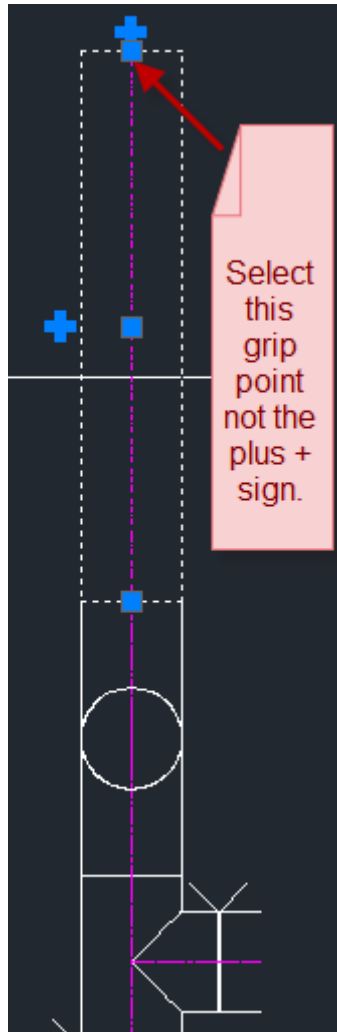 Select
this
grip
point
not the
plus +
sign.